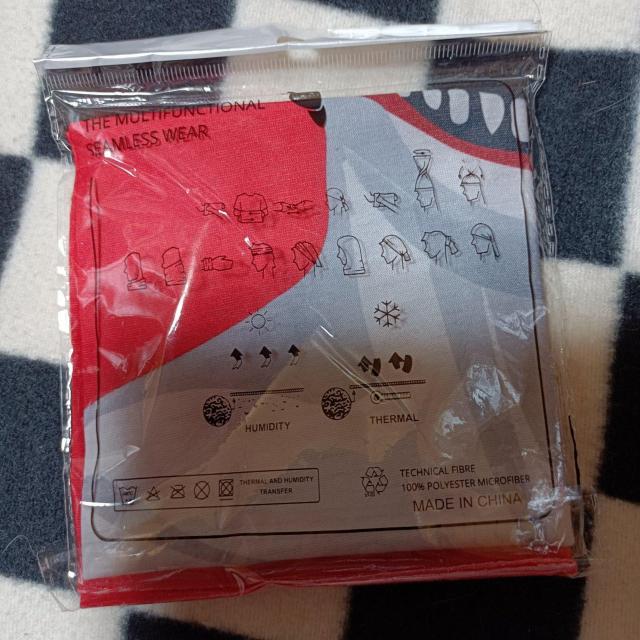 THE MULTIFUNCTIONAL
SEAMLESS WEAR
HUMIDITY
THERMAL
THERMAL AND HUMIDITY
TRANSFER
TECHNICAL FIBRE
100% POLYESTER MICROFIBER
MADE IN CHINA